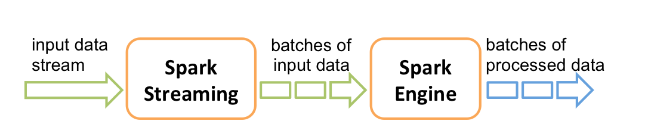 input data
stream
Spark
Streaming
batches of
input data
Spark
Engine
batches of
processed data